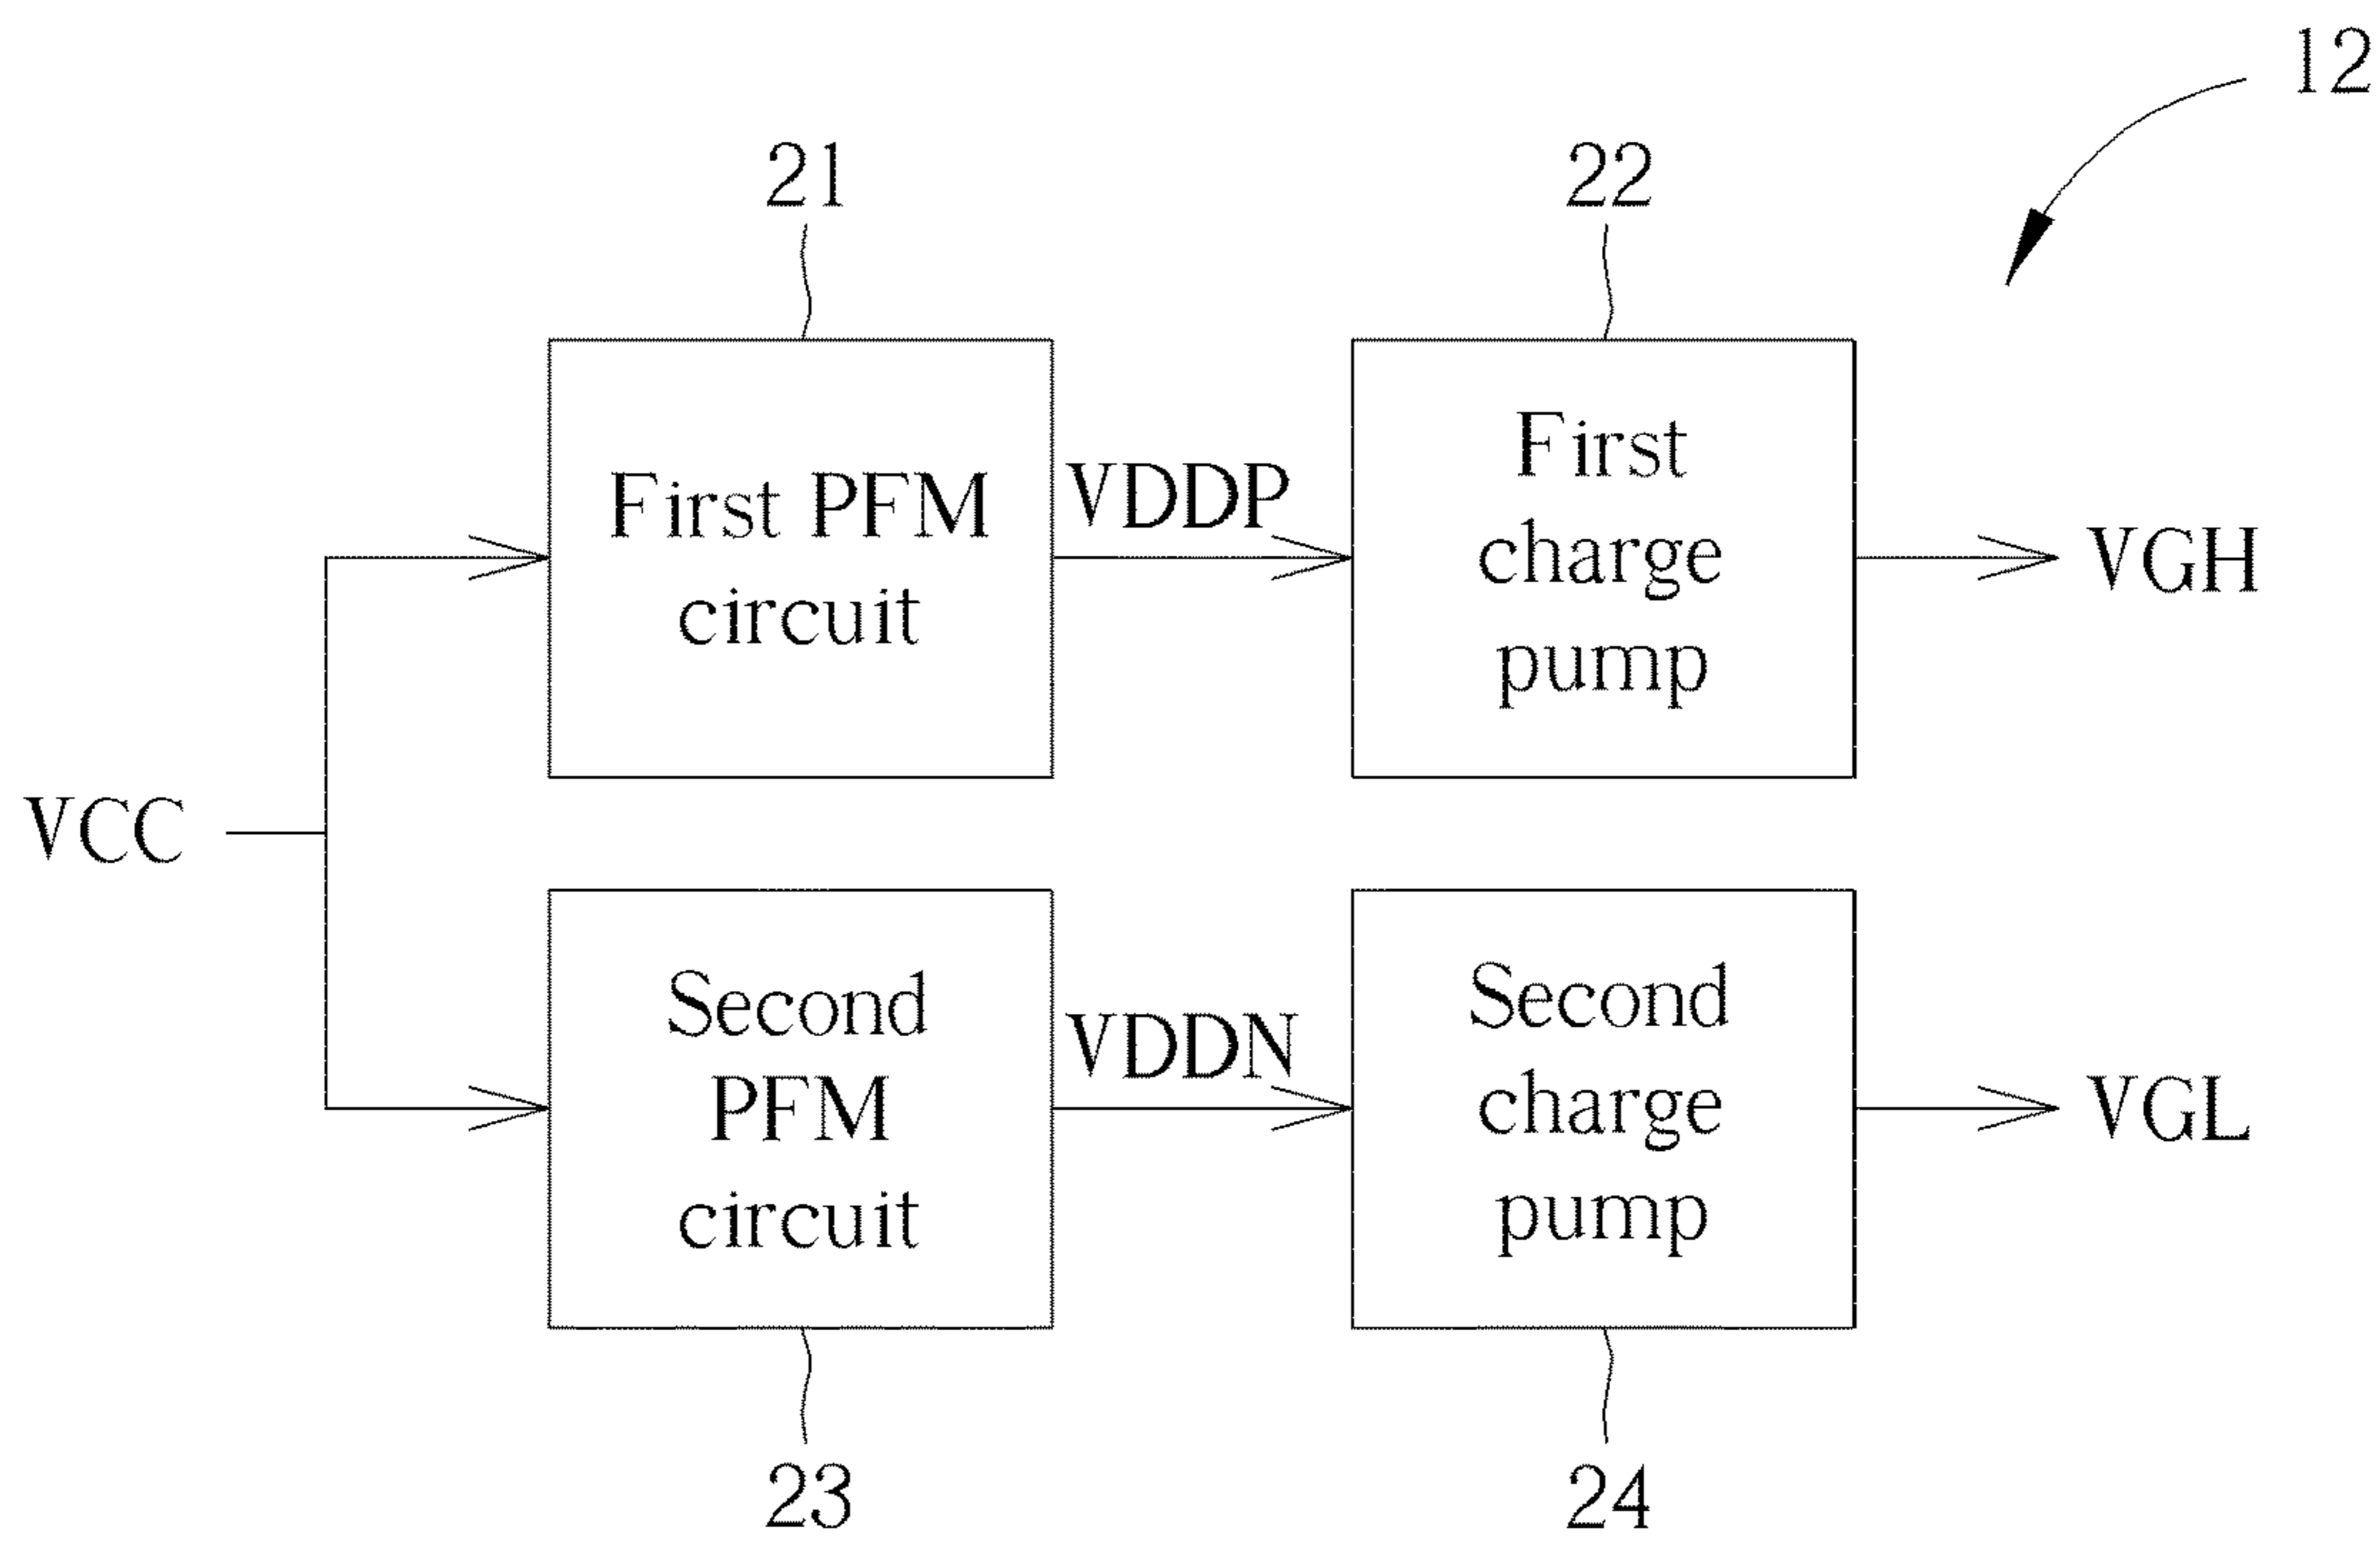 12
21
22
First PFM
circuit
VDDP
First
charge
pump
VGH
VCC
Second
PFM
circuit
VDDN
Second
charge
pump
VGL
23
24